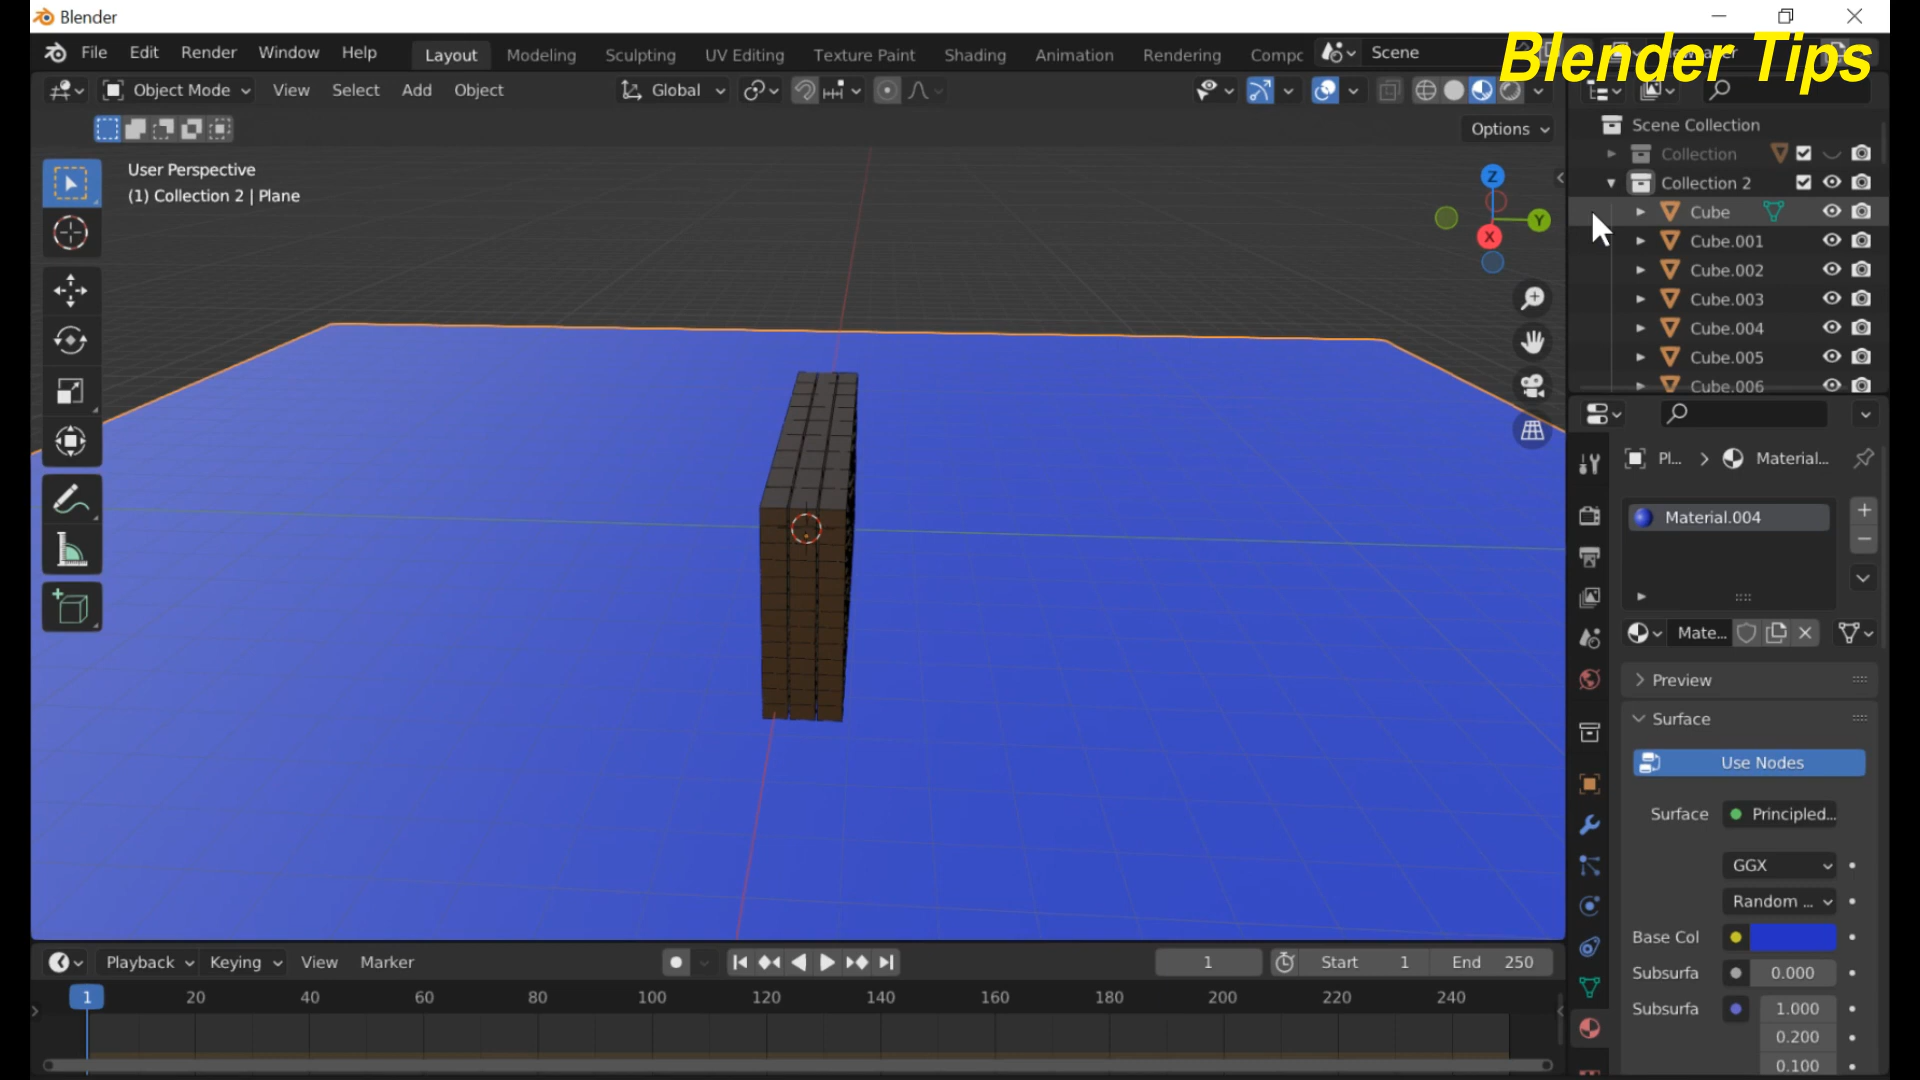 Blender
File Edit Render Window Help Layout Modeling Sculpting UV Editing Texture Paint Shading Animation Rendering Compc Scene
Blender Tips
Object Mode View Select Add Object Global
Options
User Perspective
(1) Collection 2 | Plane
Z
Y
X
Scene Collection
Collection
Collection 2
Cube
Cube.001
Cube.002
Cube.003
Cube.004
Cube.005
Cube.006
Pl... Material...
Material.004
Mate...
Preview
Surface
Use Nodes
Surface Principled...
GGX
Random ...
Base Col
Subsurfa 0.000
Subsurfa 1.000
0.200
0.100
Playback Keying View Marker 1 Start 1 End 250
1 20 40 60 80 100 120 140 160 180 200 220 240